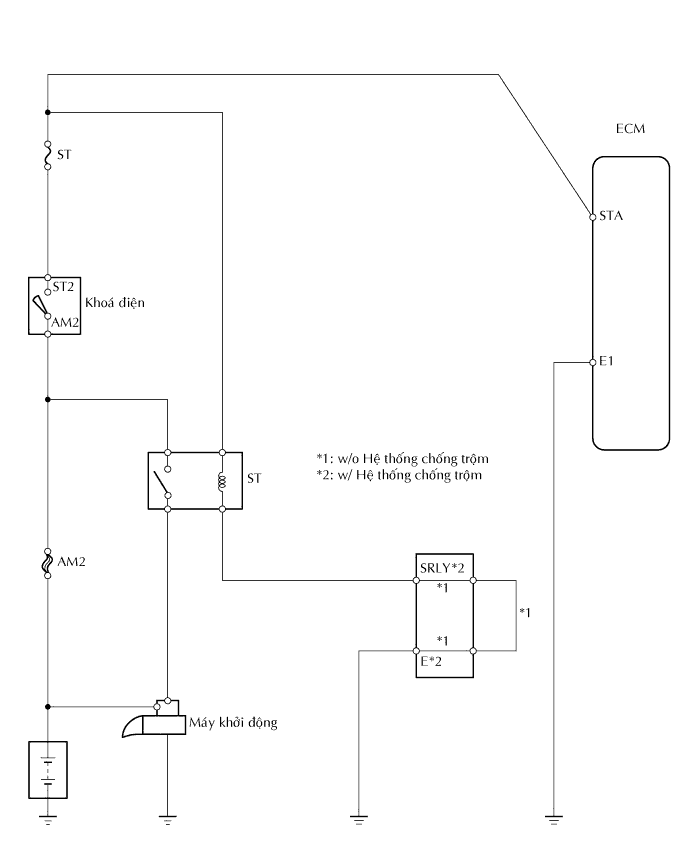 ECM
ST
STA
ST2
Khoá điện
AM2
E1
*1: w/o Hệ thống chống trộm
*2: w/ Hệ thống chống trộm
ST
AM2
SRLY*2
*1
*1
*1
E*2
Máy khởi động